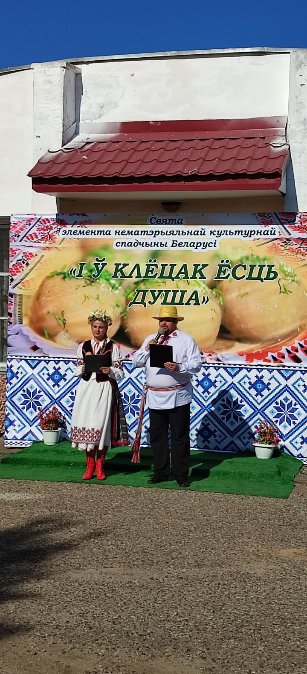 Свята
элемента нематэрыяльнай культурнай
спадчыны Беларусі
«І Ў КЛЁЦАК ЁСЦЬ
ДУША»